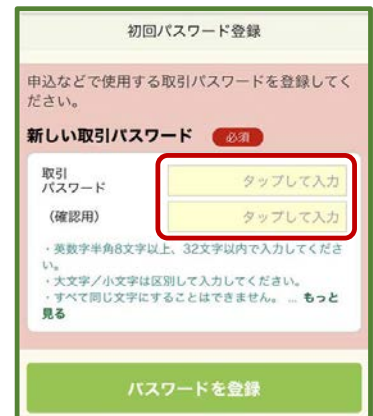 初回パスワード登録
申込などで使用する取引パスワードを登録してく
ださい。
新しい取引パスワード 必須
取引
パスワード
タップして入力
（確認用）
タップして入力
・英数字半角8文字以上、32文字以内で入力してくださ
い。
・大文字／小文字は区別して入力してください。
・すべて同じ文字にすることはできません。 ... もっと
見る
パスワードを登録